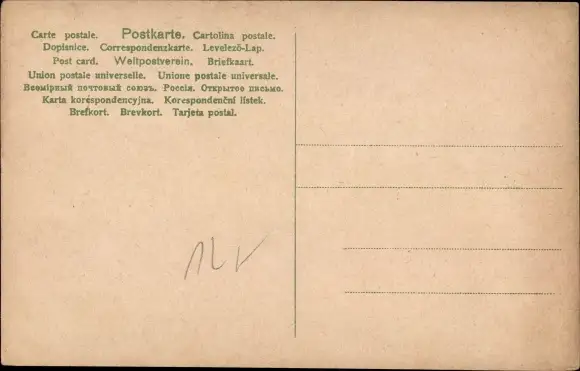 Carte postale. Postkarte. Cartolina postale.
Dopisnice. Correspondenzkarte. Levelező-Lap.
Post card. Weltpostverein. Briefkaart.
Union postale universelle. Unione postale universale.
Всемірный почтовый союзъ. Россія. Открытое письмо.
Karta korespondencyjna. Korespondenční lístek.
Brefkort. Brevkort. Tarjeta postal.